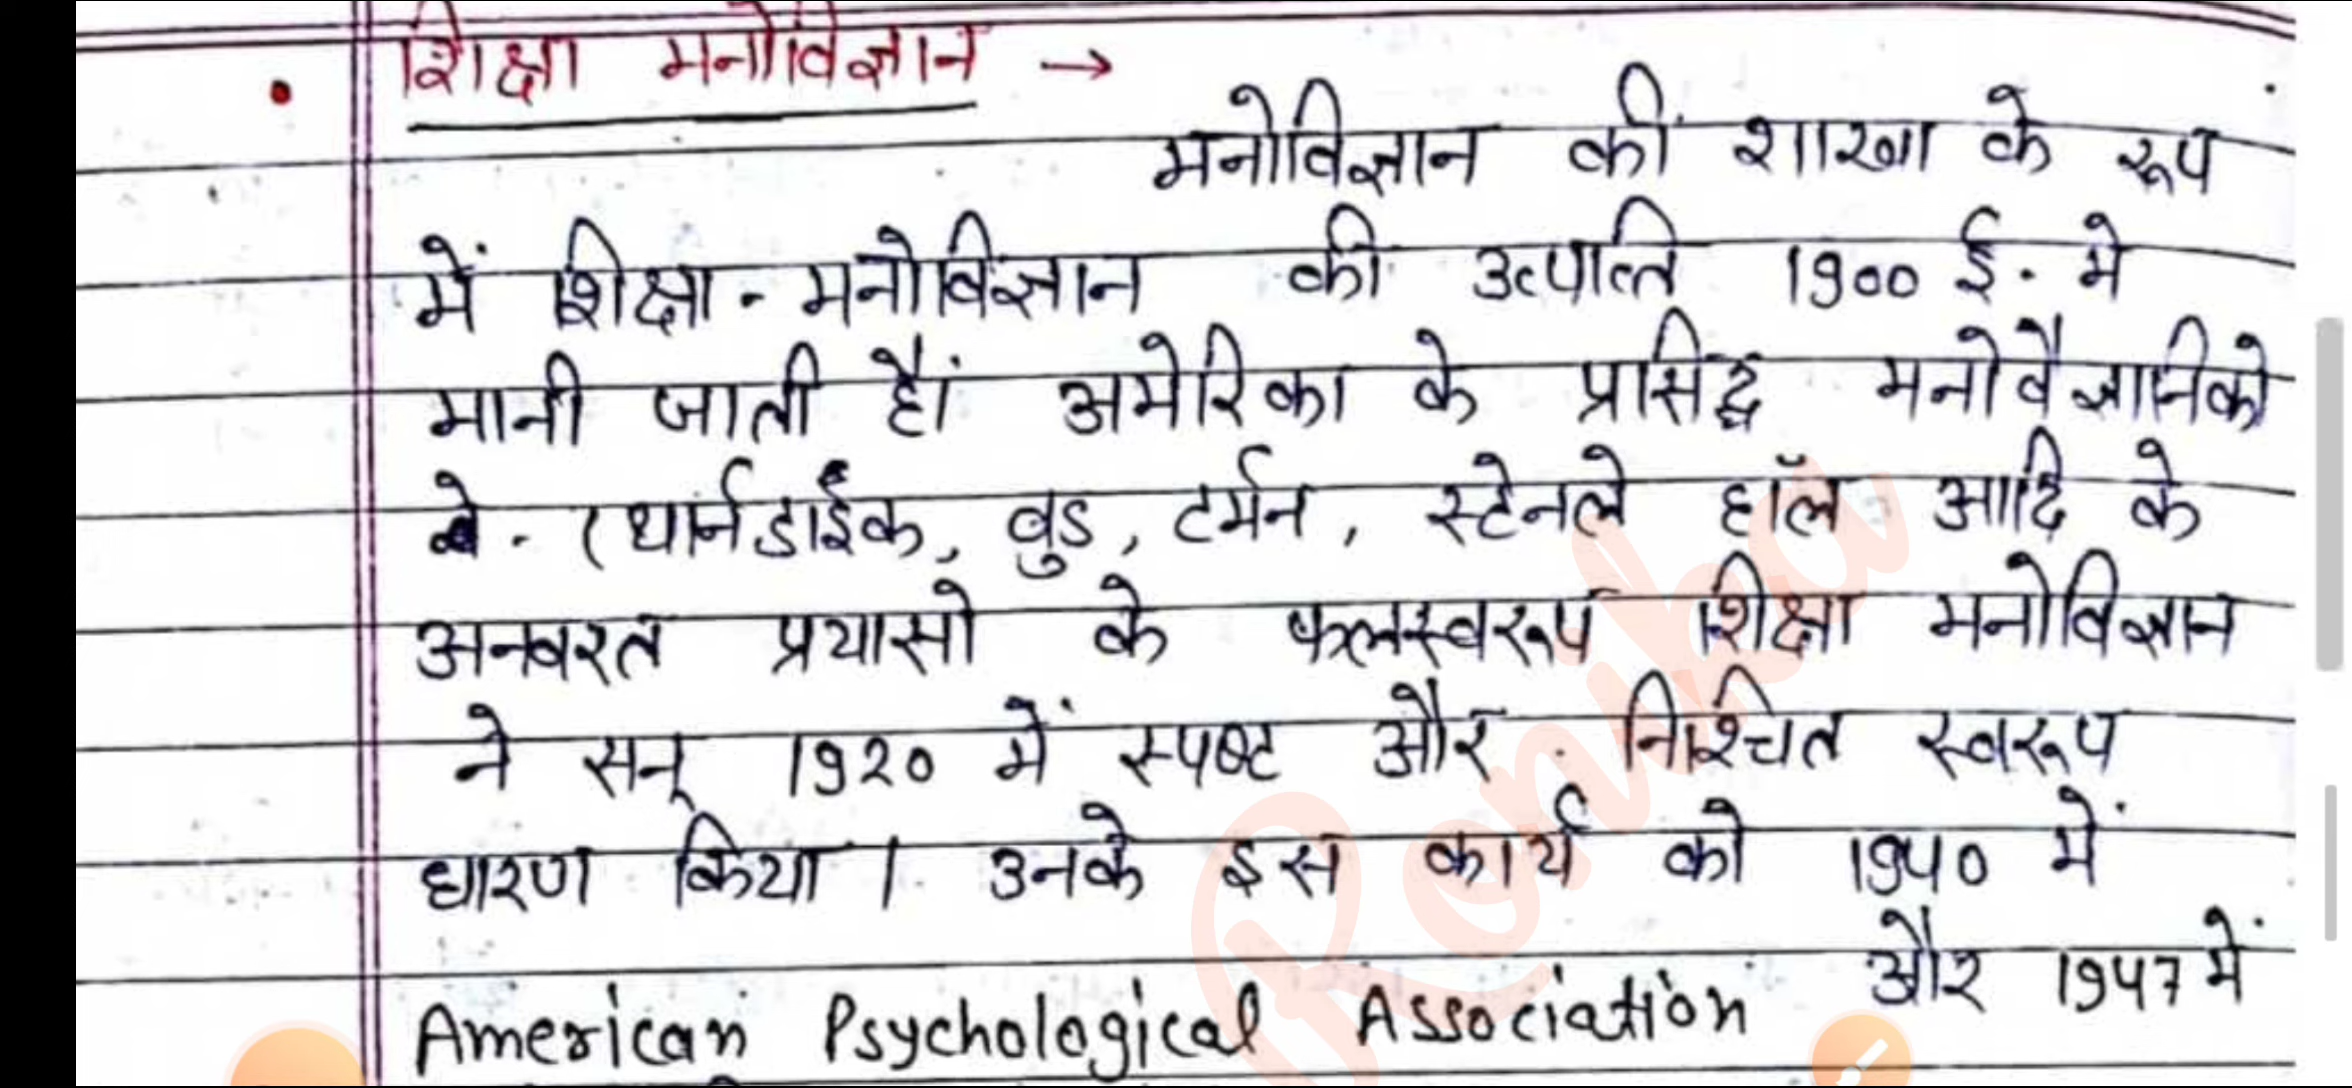 • शिक्षा मनोविज्ञान →
मनोविज्ञान की शाखा के रूप
में शिक्षा - मनोविज्ञान की उत्पत्ति 1900 ई. मे
मानी जाती हैं अमेरिका के प्रसिद्ध मनोवैज्ञानिको
के - (थार्नडाईक, वुड, टर्मन, स्टेनले हॉल आदि के
अनवरत प्रयासो के फलस्वरूप शिक्षा मनोविज्ञान
ने सन् 1920 में स्पष्ट और निश्चित स्वरूप
धारण किया । उनके इस कार्य को 1940 में
American Psychological Association और 1947 में
Ronika